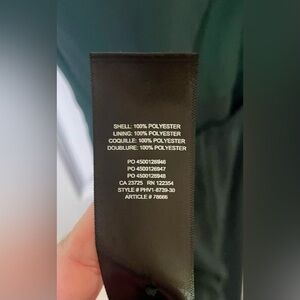 SHELL: 100% POLYESTER
LINING: 100% POLYESTER
COQUILLE: 100% POLYESTER
DOUBLURE: 100% POLYESTER
PO 4500126946
PO 4500126947
PO 4500126948
CA 23725 RN 122354
STYLE # PHV1-8739-30
ARTICLE # 78666